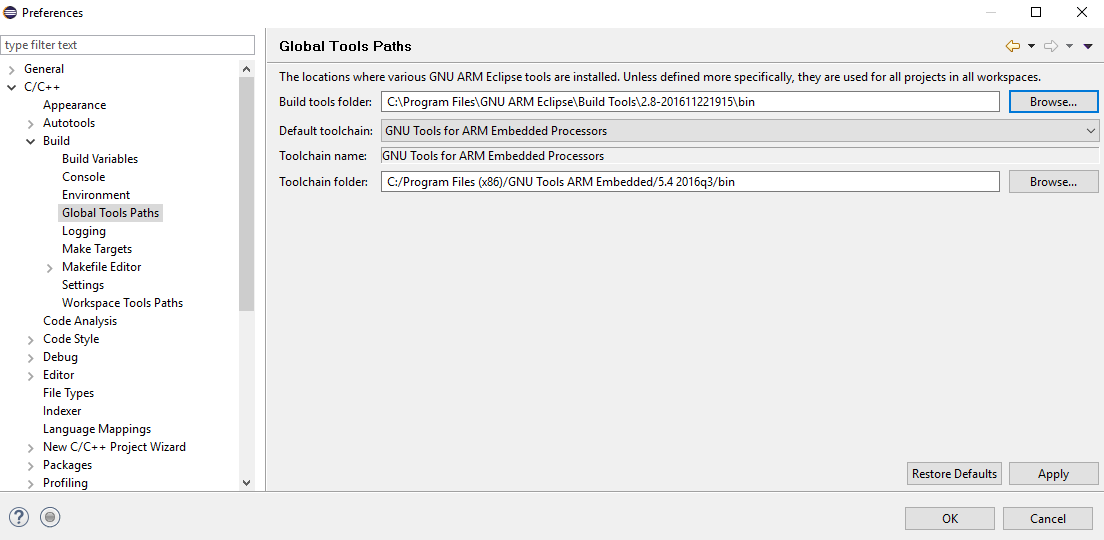 Preferences
type filter text
General
C/C++
Appearance
Autotools
Build
Build Variables
Console
Environment
Global Tools Paths
Logging
Make Targets
Makefile Editor
Settings
Workspace Tools Paths
Code Analysis
Code Style
Debug
Editor
File Types
Indexer
Language Mappings
New C/C++ Project Wizard
Packages
Profiling
Global Tools Paths
The locations where various GNU ARM Eclipse tools are installed. Unless defined more specifically, they are used for all projects in all workspaces.
Build tools folder: C:\Program Files\GNU ARM Eclipse\Build Tools\2.8-201611221915\bin Browse...
Default toolchain: GNU Tools for ARM Embedded Processors
Toolchain name: GNU Tools for ARM Embedded Processors
Toolchain folder: C:/Program Files (x86)/GNU Tools ARM Embedded/5.4 2016q3/bin Browse...
Restore Defaults Apply
? OK Cancel